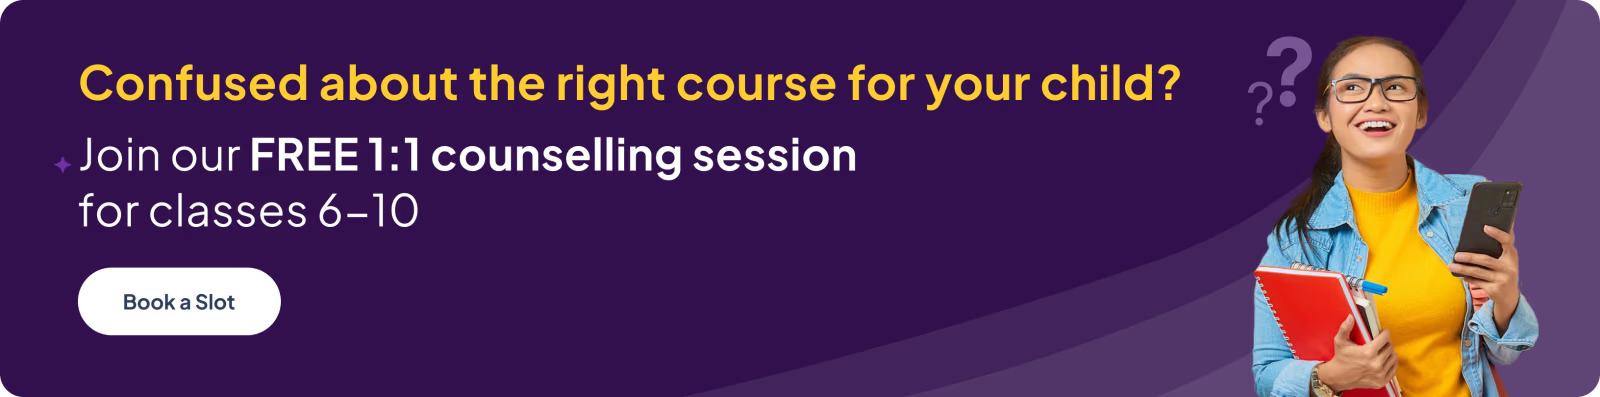 Confused about the right course for your child?
Join our FREE 1:1 counselling session
for classes 6–10
Book a Slot
??